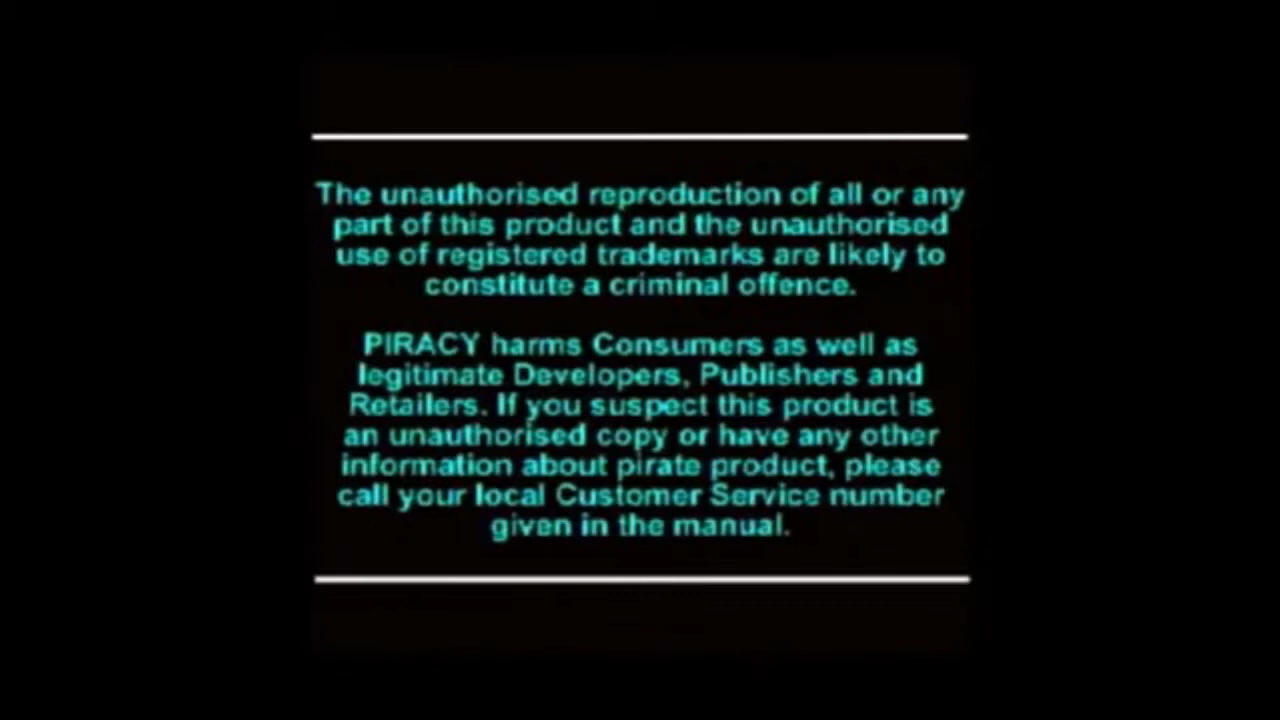 The unauthorised reproduction of all or any
part of this product and the unauthorised
use of registered trademarks are likely to
constitute a criminal offence.
PIRACY harms Consumers as well as
legitimate Developers, Publishers and
Retailers. If you suspect this product is
an unauthorised copy or have any other
information about pirate product, please
call your local Customer Service number
given in the manual.